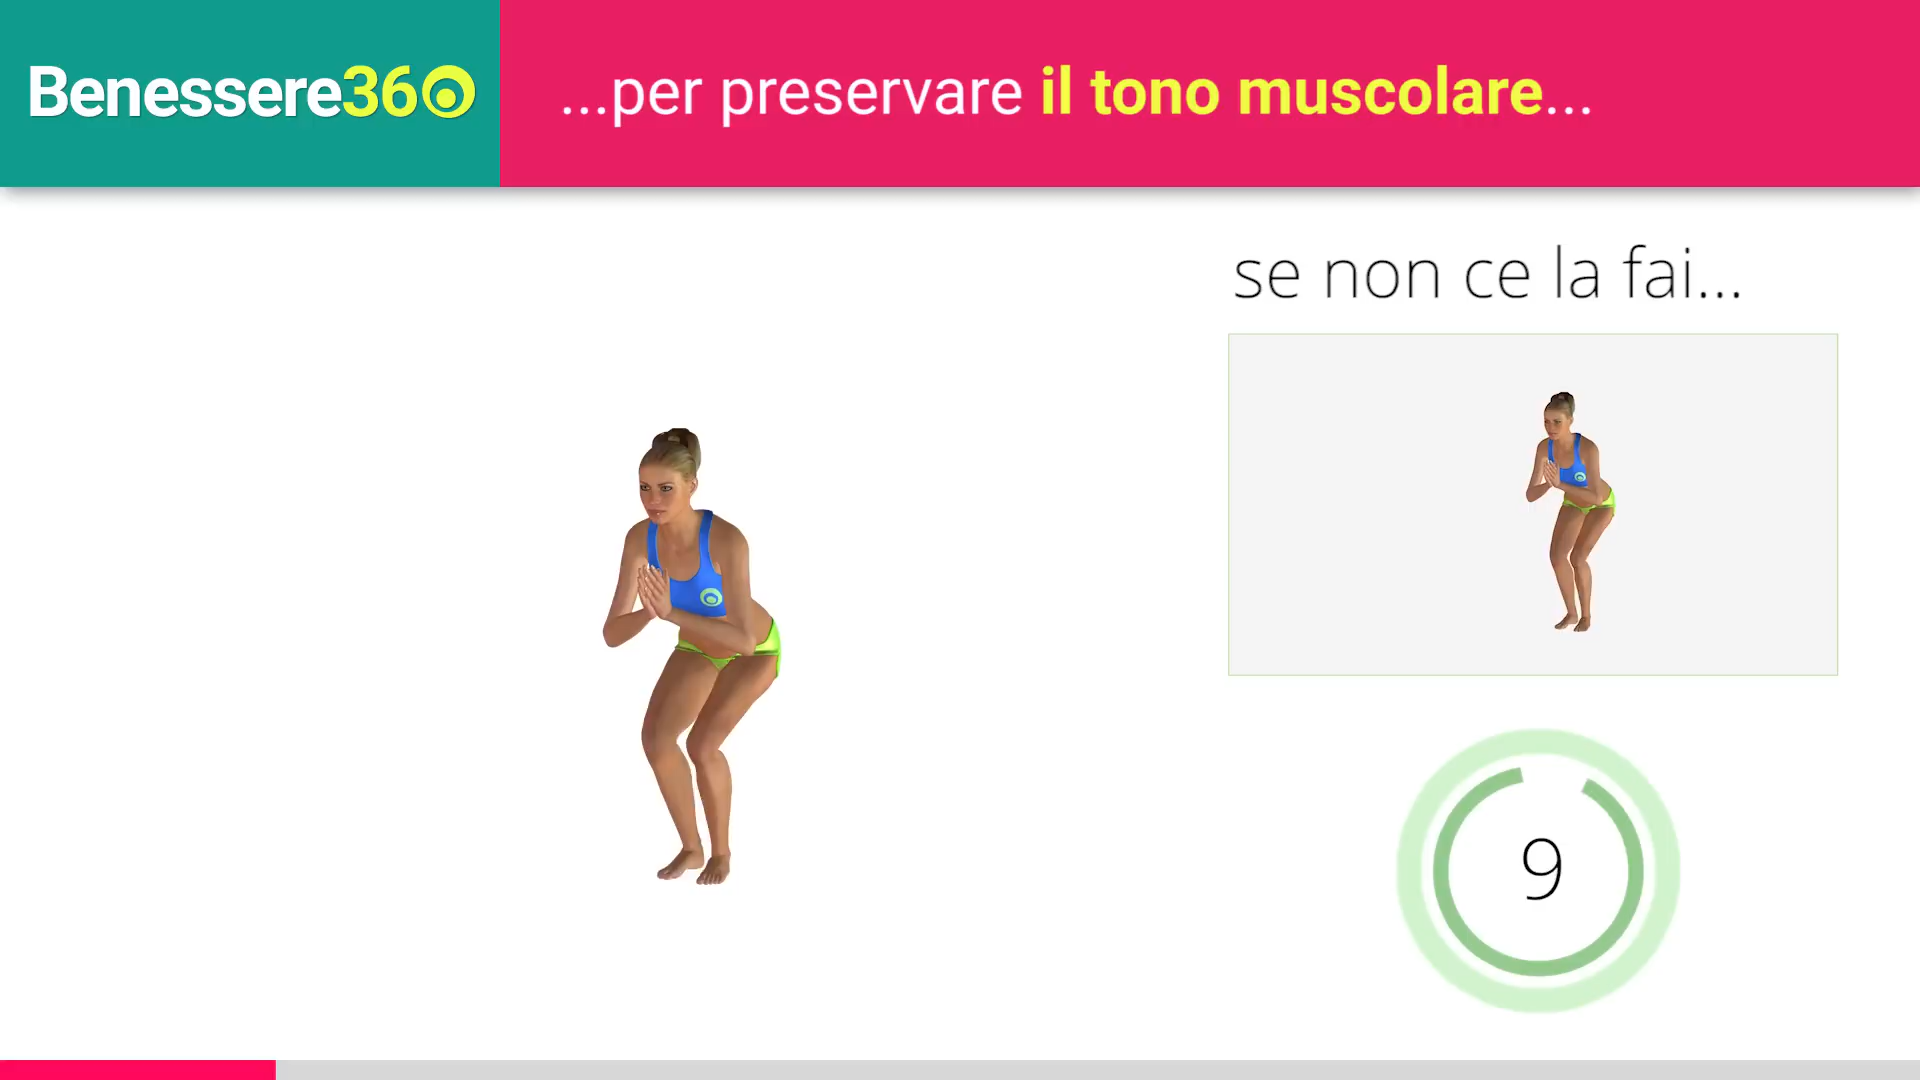 Benessere360
...per preservare il tono muscolare...
se non ce la fai...
9